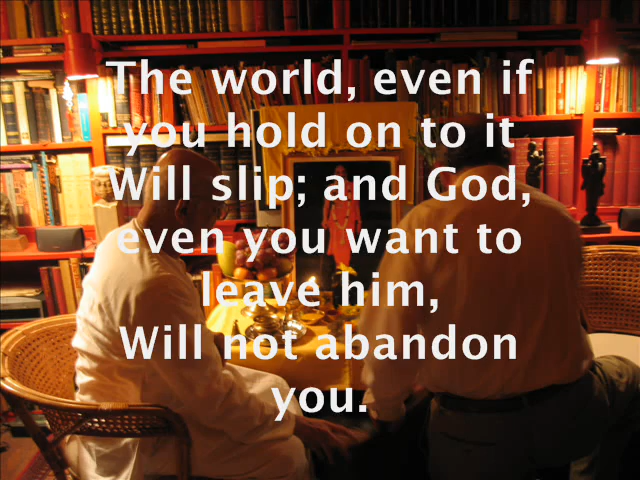 The world, even if
you hold on to it
Will slip; and God,
even you want to
leave him,
Will not abandon
you.